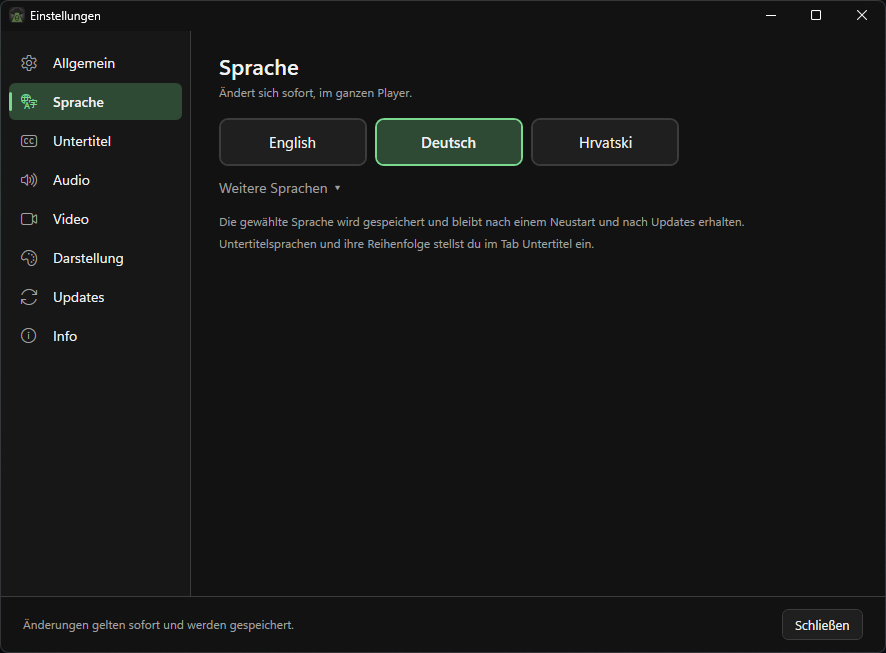 Einstellungen
Allgemein
Sprache
Untertitel
Audio
Video
Darstellung
Updates
Info
Sprache
Ändert sich sofort, im ganzen Player.
English
Deutsch
Hrvatski
Weitere Sprachen
Die gewählte Sprache wird gespeichert und bleibt nach einem Neustart und nach Updates erhalten.
Untertitelsprachen und ihre Reihenfolge stellst du im Tab Untertitel ein.
Änderungen gelten sofort und werden gespeichert.
Schließen